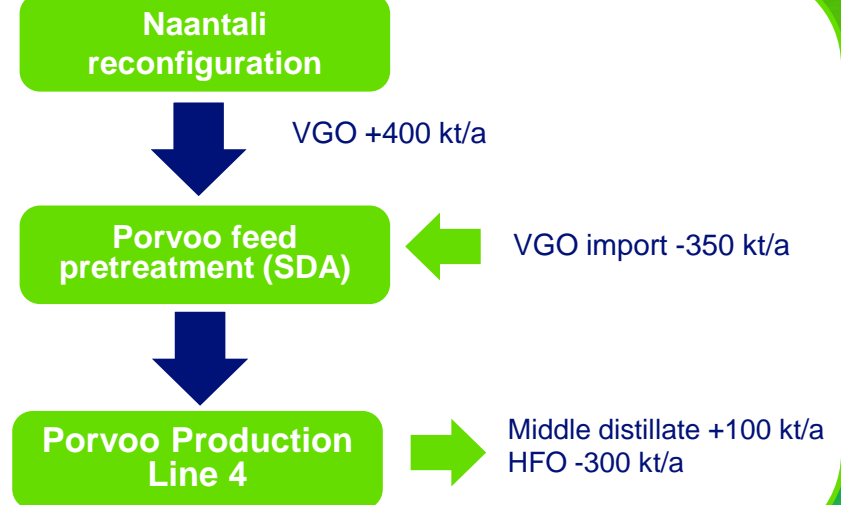 Naantali
reconfiguration
VGO +400 kt/a
Porvoo feed
pretreatment (SDA)
VGO import -350 kt/a
Porvoo Production
Line 4
Middle distillate +100 kt/a
HFO -300 kt/a